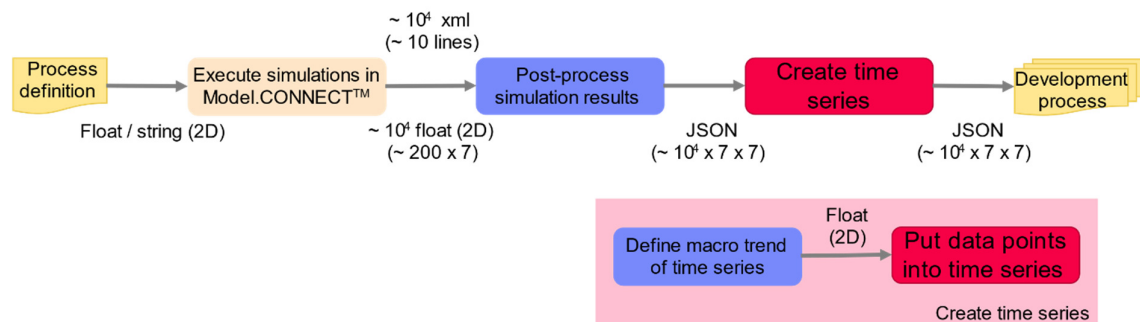 ~ 10⁴ xml
(~ 10 lines)
Process
definition
Execute simulations in
Model.CONNECT™
Post-process
simulation results
Create time
series
Development
process
Float / string (2D)
~ 10⁴ float (2D)
(~ 200 x 7)
JSON
(~ 10⁴ x 7 x 7)
JSON
(~ 10⁴ x 7 x 7)
Define macro trend
of time series
Float
(2D)
Put data points
into time series
Create time series